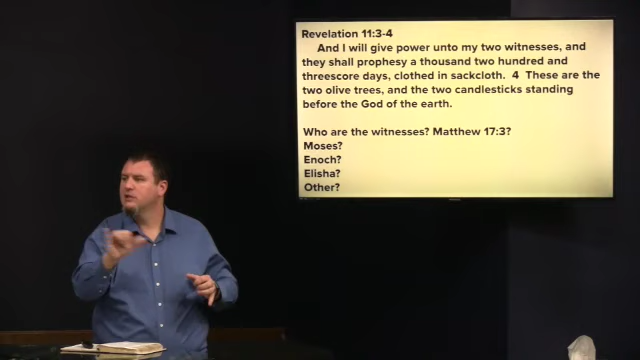 Revelation 11:3-4
And I will give power unto my two witnesses, and
they shall prophesy a thousand two hundred and
threescore days, clothed in sackcloth.  4  These are the
two olive trees, and the two candlesticks standing
before the God of the earth.
Who are the witnesses? Matthew 17:3?
Moses?
Enoch?
Elisha?
Other?